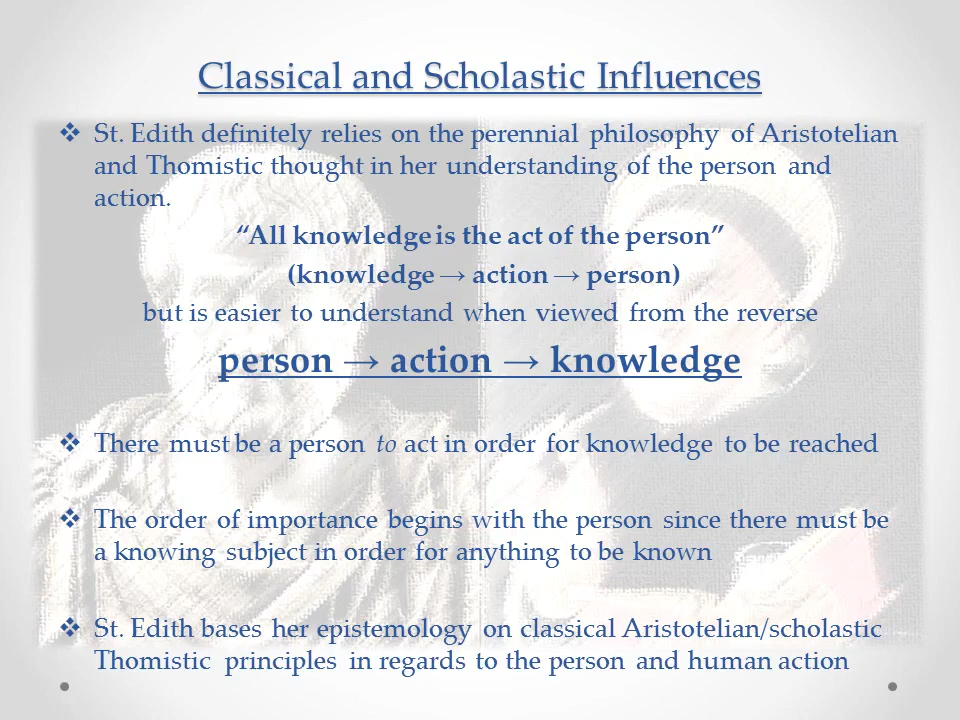 Classical and Scholastic Influences
❖ St. Edith definitely relies on the perennial philosophy of Aristotelian
and Thomistic thought in her understanding of the person and
action.
“All knowledge is the act of the person”
(knowledge → action → person)
but is easier to understand when viewed from the reverse
person → action → knowledge
❖ There must be a person to act in order for knowledge to be reached
❖ The order of importance begins with the person since there must be
a knowing subject in order for anything to be known
❖ St. Edith bases her epistemology on classical Aristotelian/scholastic
Thomistic principles in regards to the person and human action